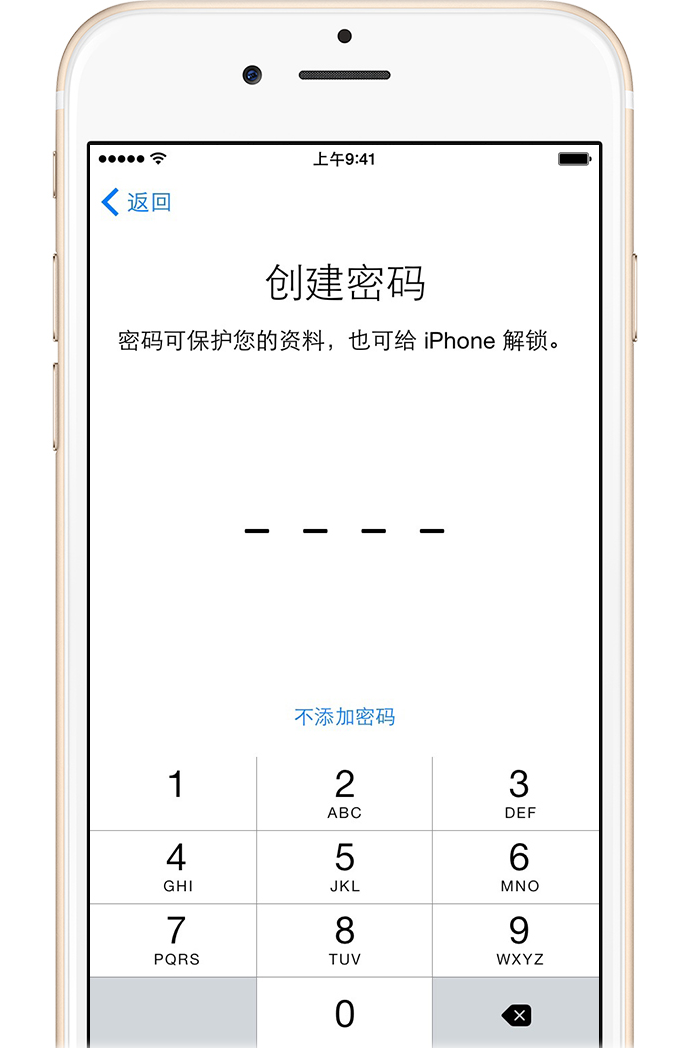 上午9:41
返回
创建密码
密码可保护您的资料，也可给 iPhone 解锁。
不添加密码
1 2 3
ABC DEF
4 5 6
GHI JKL MNO
7 8 9
PQRS TUV WXYZ
0